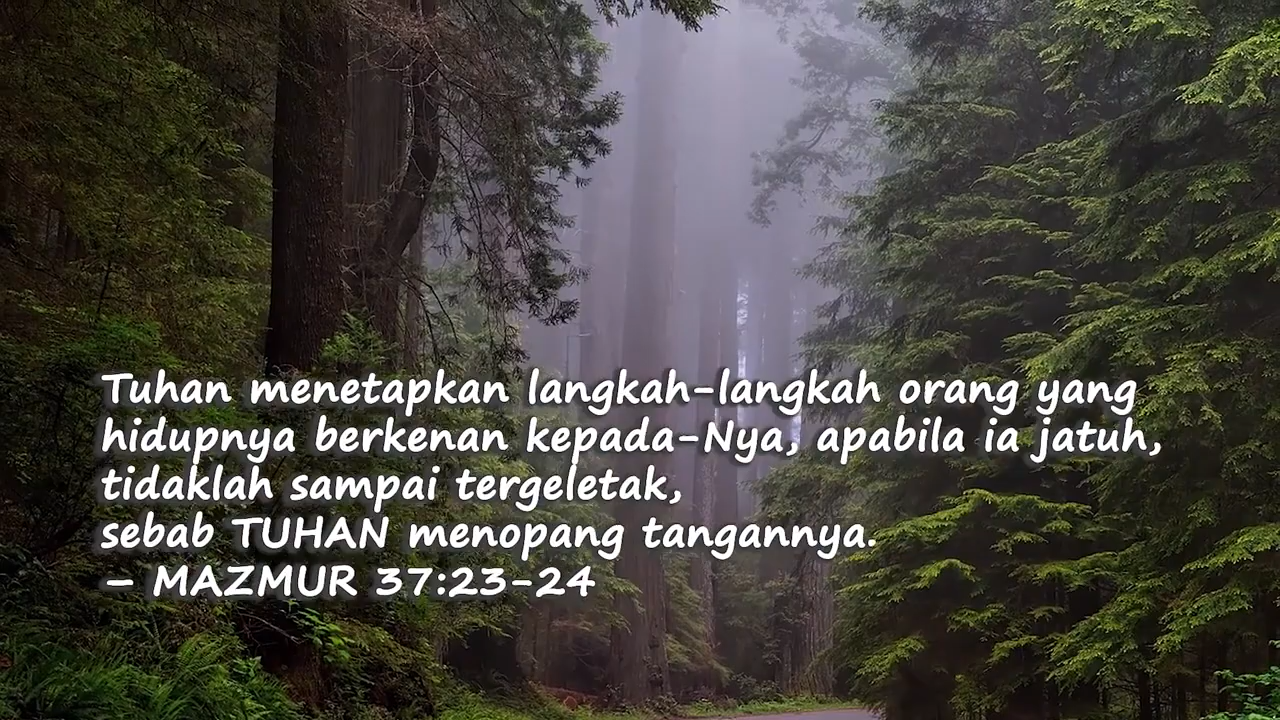 Tuhan menetapkan langkah-langkah orang yang
hidupnya berkenan kepada-Nya, apabila ia jatuh,
tidaklah sampai tergeletak,
sebab TUHAN menopang tangannya.
– MAZMUR 37:23-24